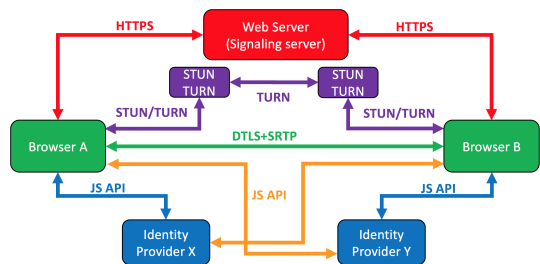 Web Server
(Signaling server)
HTTPS
HTTPS
STUN
TURN
STUN
TURN
TURN
STUN/TURN
STUN/TURN
Browser A
DTLS+SRTP
Browser B
JS API
JS API
JS API
Identity
Provider X
Identity
Provider Y